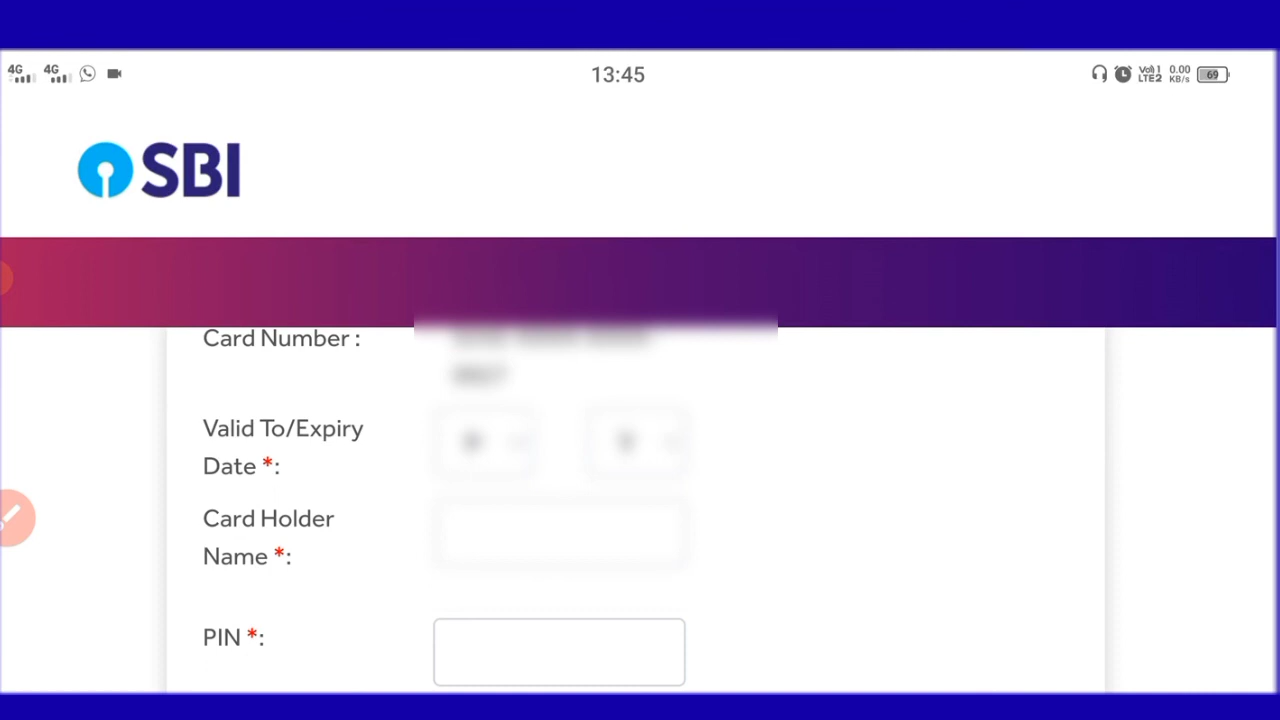 4G 4G 13:45 Vo) 1 LTE2 0.00 KB/s 69
SBI
Card Number :
Valid To/Expiry
Date *:
Card Holder
Name *:
PIN *: